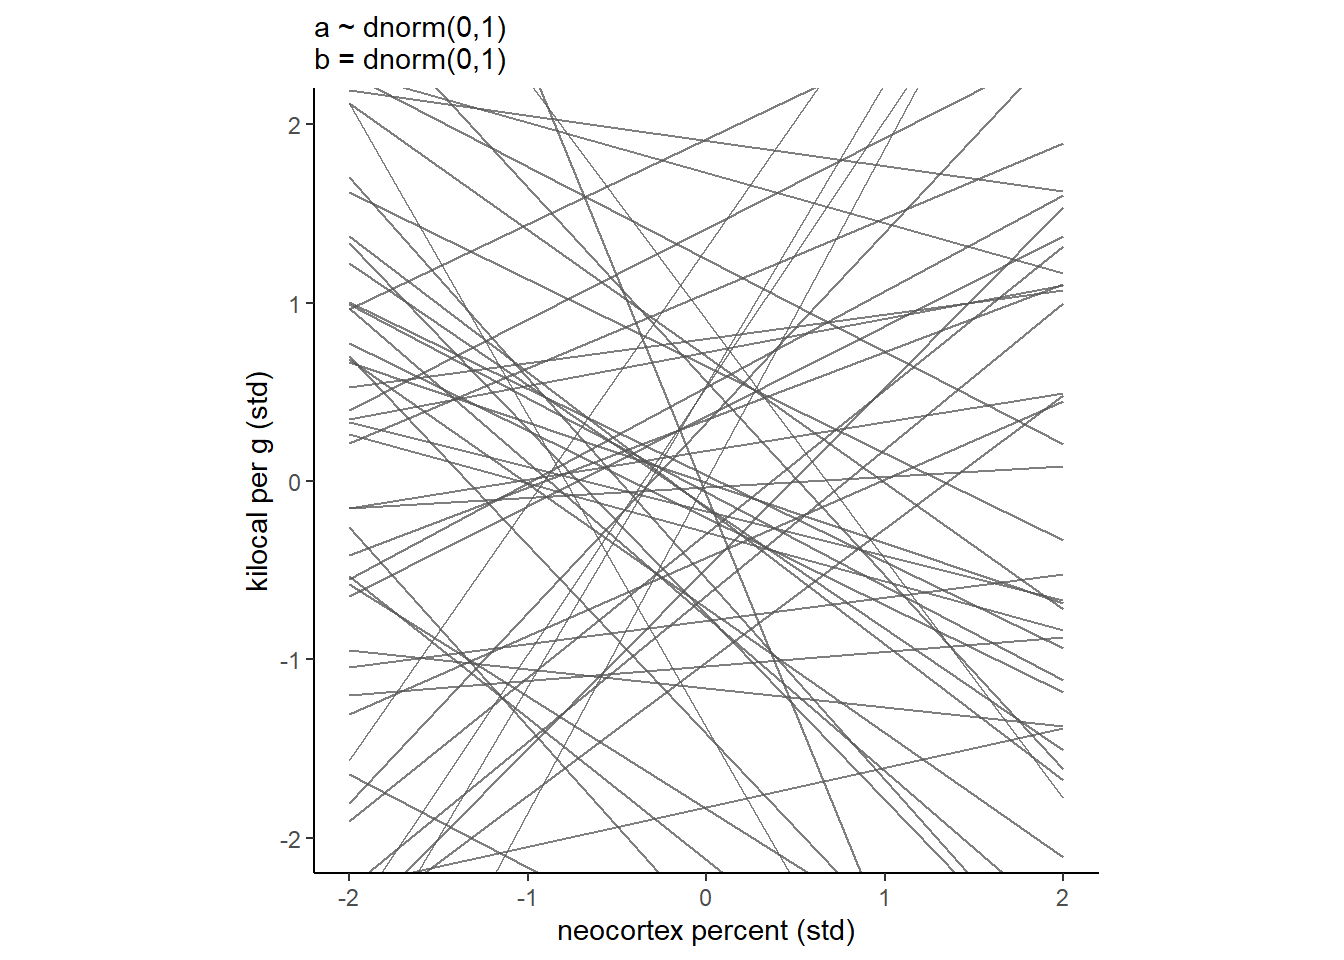 a ~ dnorm(0,1)
b = dnorm(0,1)
kilocal per g (std)
2
1
0
-1
-2
-2
-1
0
1
2
neocortex percent (std)